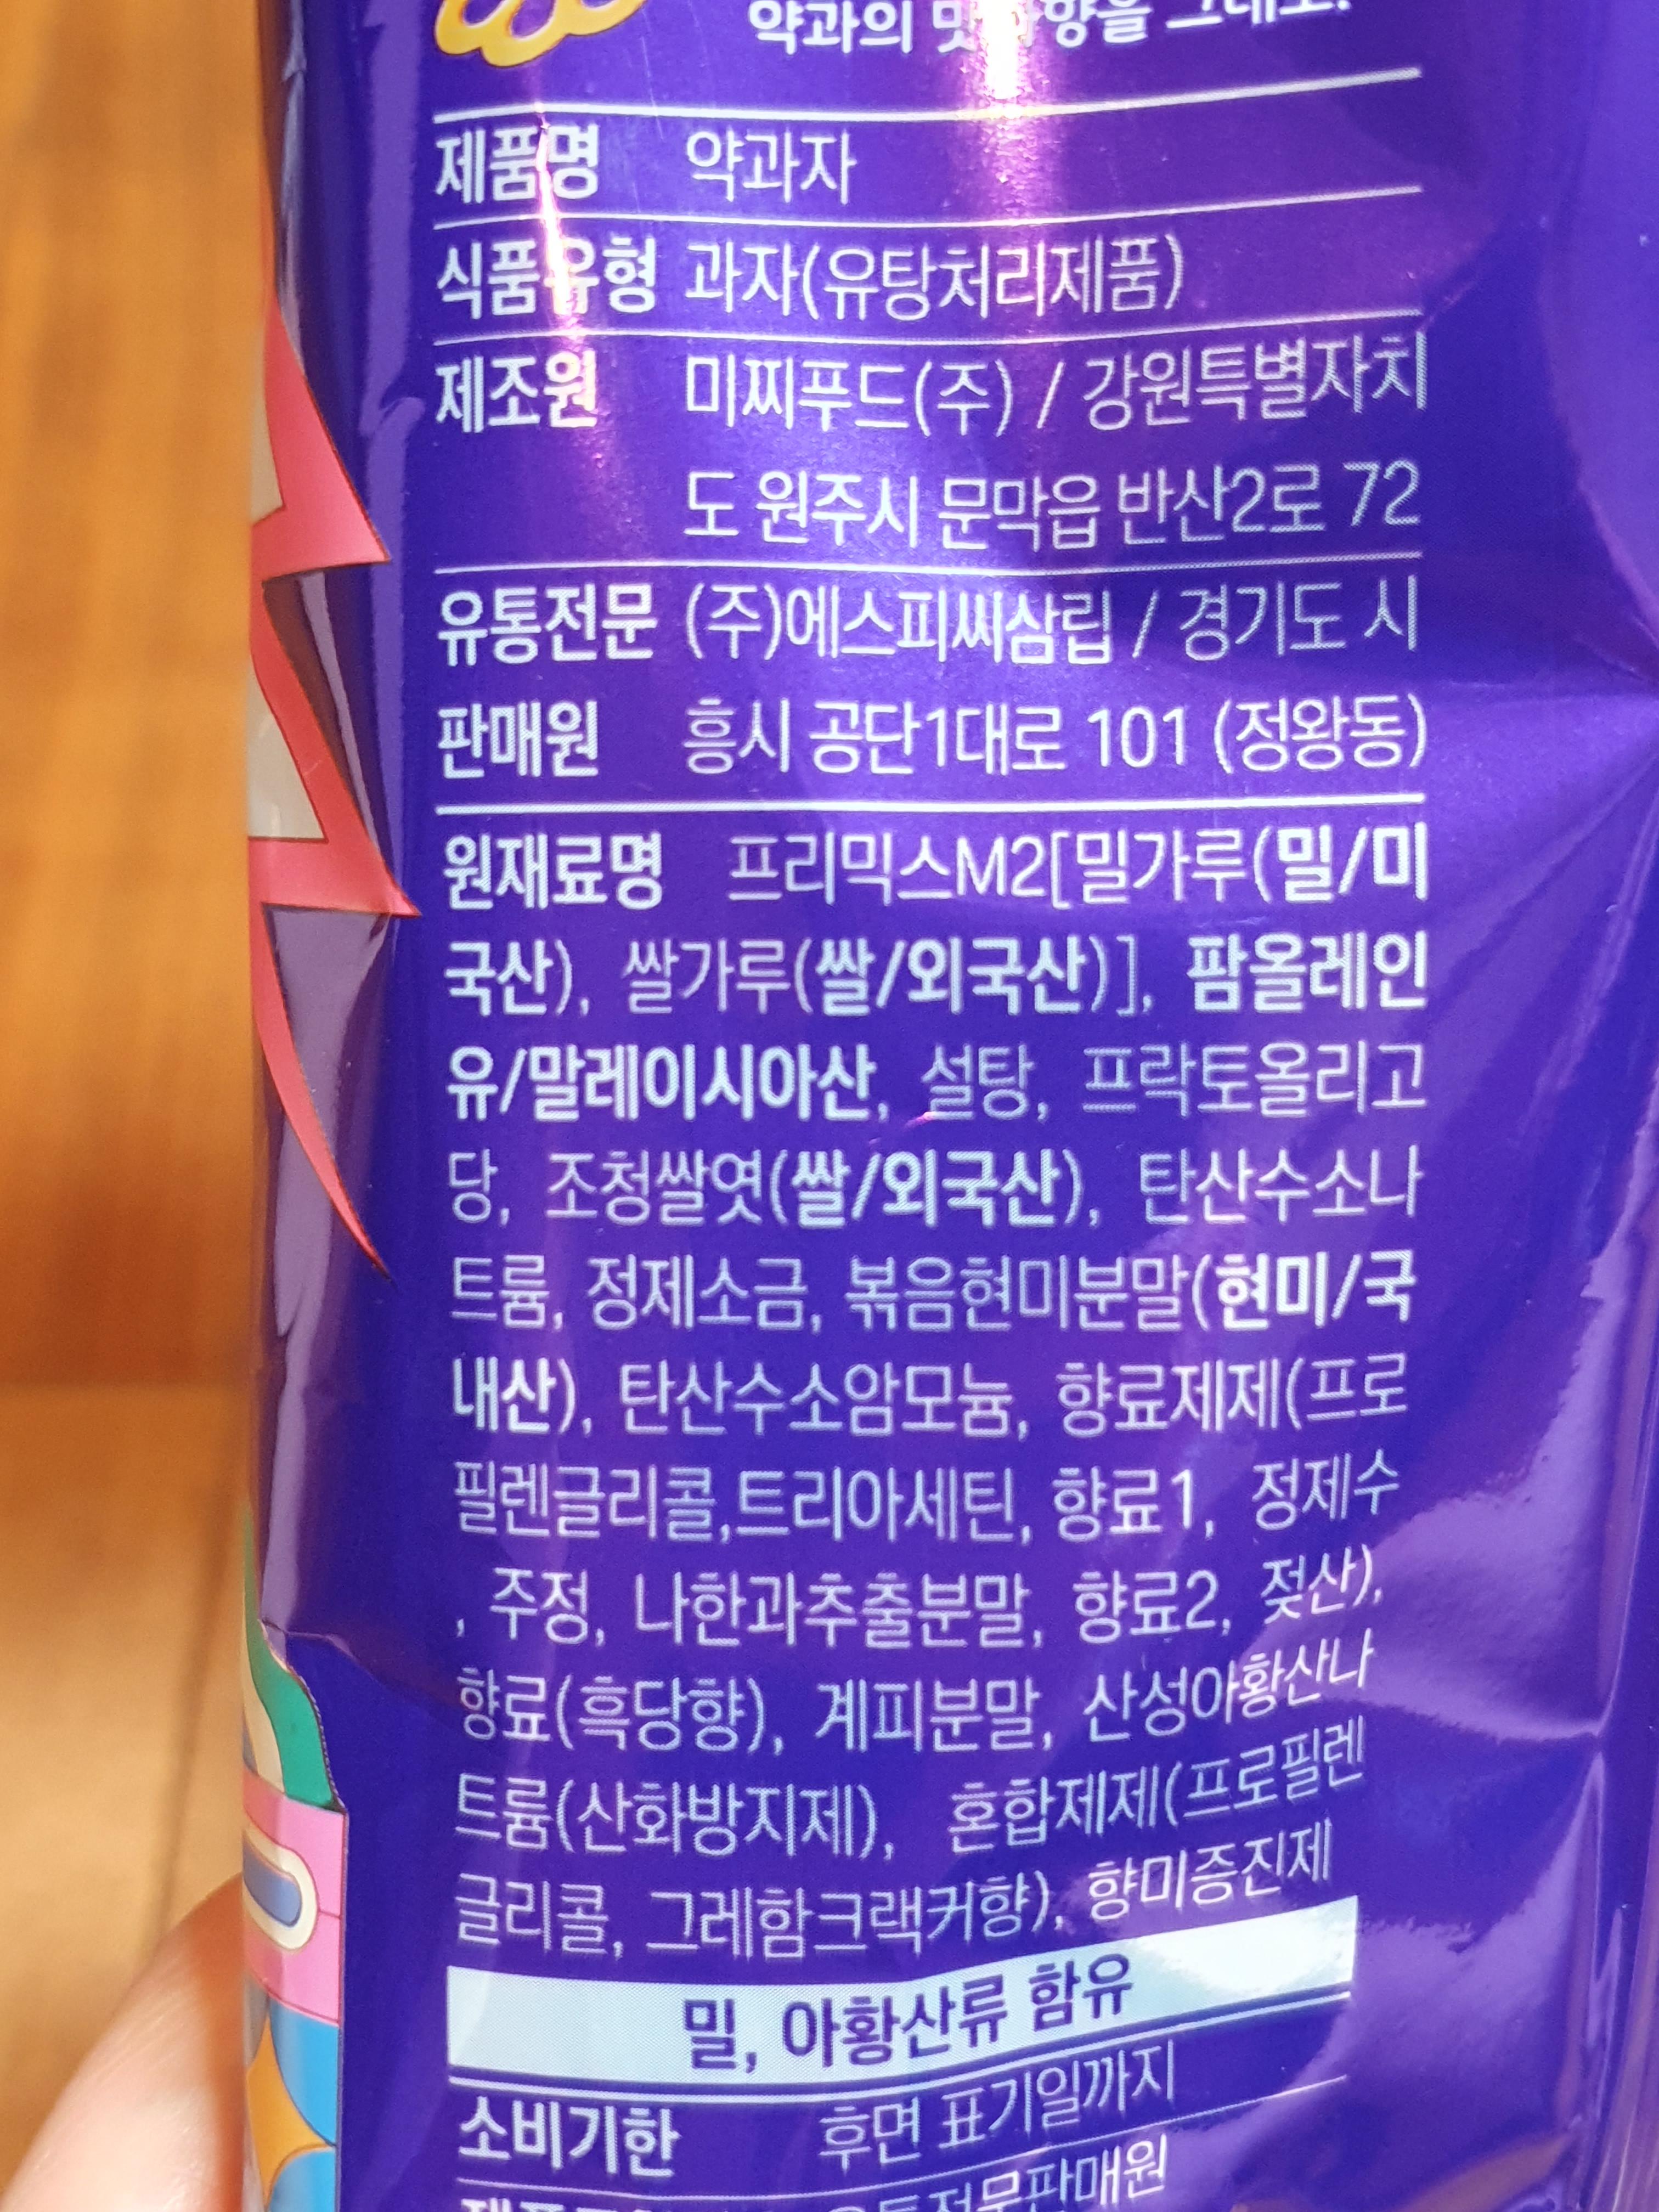 약과의 맛 향을 그대로!
제품명 약과자
식품유형 과자(유탕처리제품)
제조원 미찌푸드(주) / 강원특별자치
도 원주시 문막읍 반산2로 72
유통전문 (주)에스피씨삼립 / 경기도 시
판매원 흥시 공단1대로 101 (정왕동)
원재료명 프리믹스M2[밀가루(밀/미
국산), 쌀가루(쌀/외국산)], 팜올레인
유/말레이시아산, 설탕, 프락토올리고
당, 조청쌀엿(쌀/외국산), 탄산수소나
트륨, 정제소금, 볶음현미분말(현미/국
내산), 탄산수소암모늄, 향료제제(프로
필렌글리콜,트리아세틴, 향료1, 정제수
, 주정, 나한과추출분말, 향료2, 젖산),
향료(흑당향), 계피분말, 산성아황산나
트륨(산화방지제), 혼합제제(프로필렌
글리콜, 그레함크랙커향), 향미증진제
밀, 아황산류 함유
소비기한 후면 표기일까지
유통전문판매원